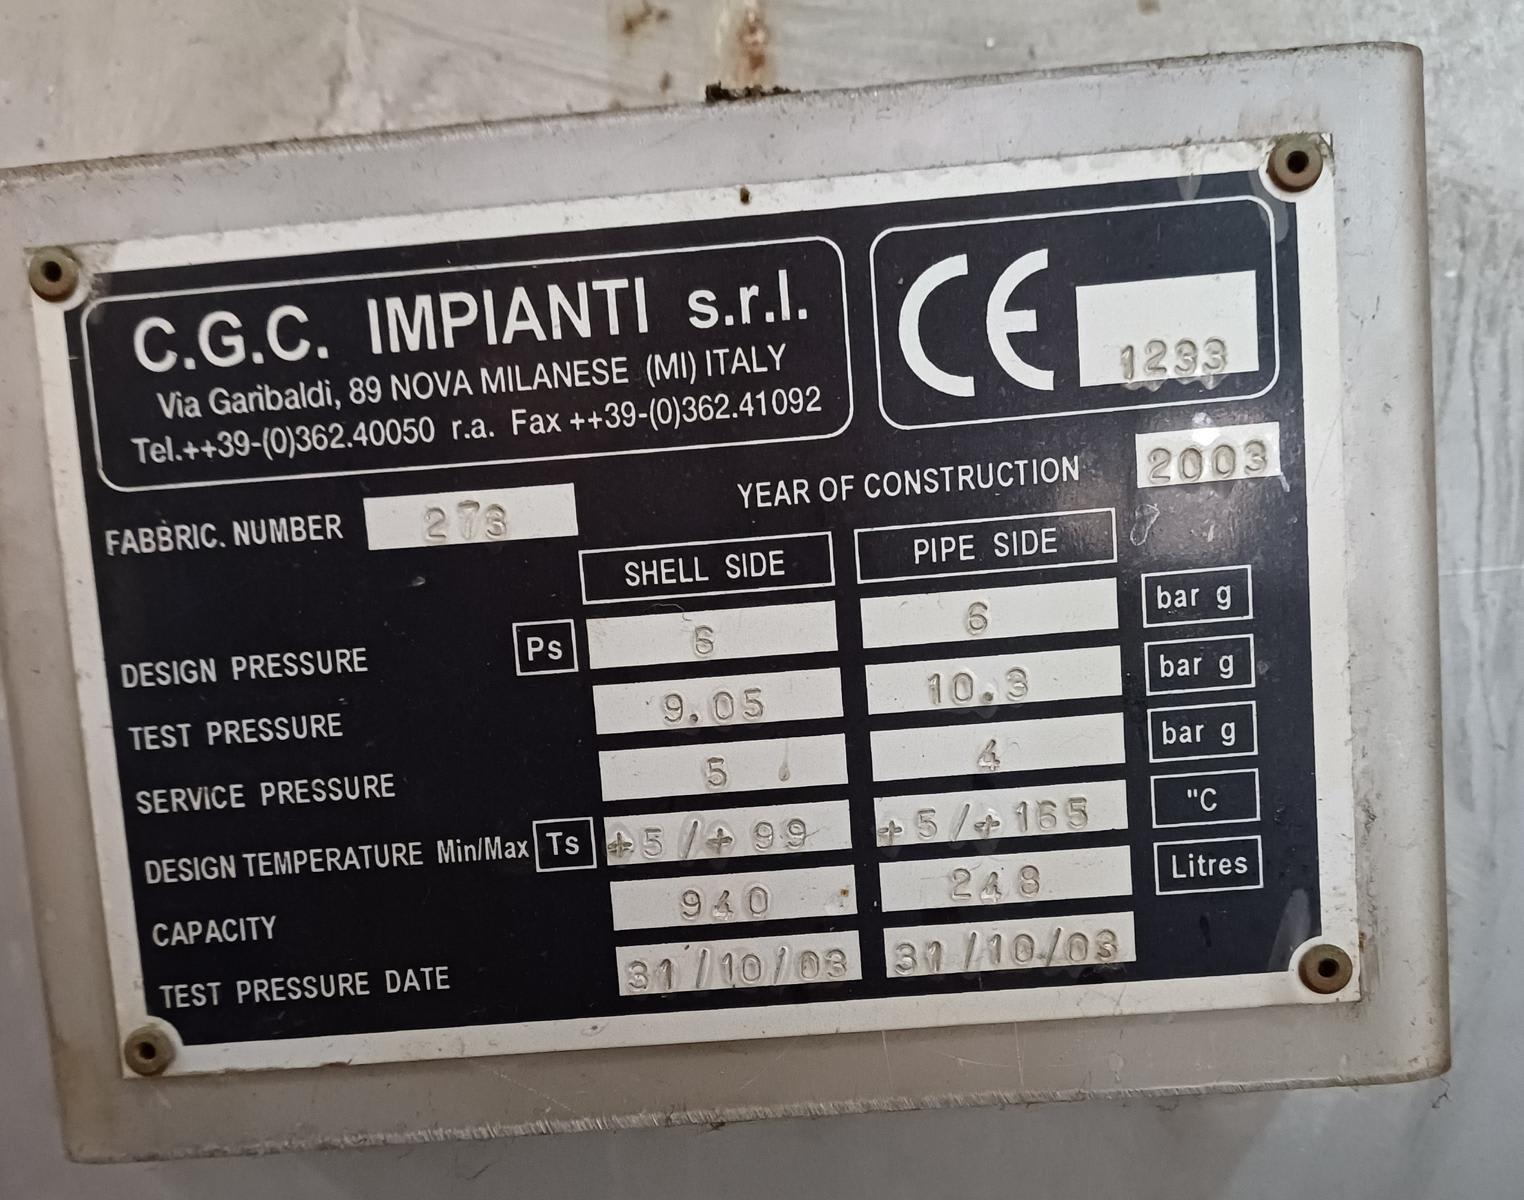 C.G.C. IMPIANTI s.r.l.
Via Garibaldi, 89 NOVA MILANESE (MI) ITALY
Tel.++39-(0)362.40050 r.a. Fax ++39-(0)362.41092
CE 1233
YEAR OF CONSTRUCTION 2003
FABBRIC. NUMBER 273
SHELL SIDE PIPE SIDE
DESIGN PRESSURE Ps 6 6 bar g
TEST PRESSURE 9.05 10.3 bar g
SERVICE PRESSURE 5 4 bar g
DESIGN TEMPERATURE Min/Max Ts +5/+99 +5/+165 "C
CAPACITY 940 248 Litres
TEST PRESSURE DATE 31/10/03 31/10/03